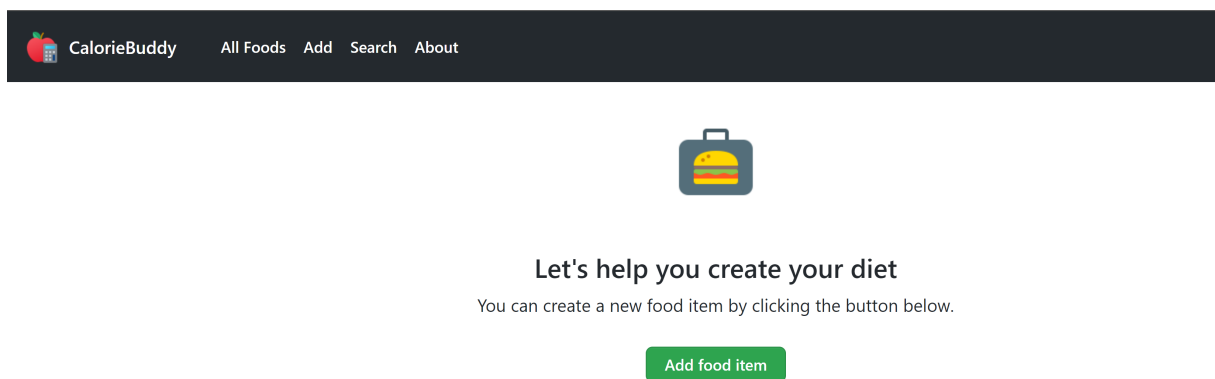 CalorieBuddy All Foods Add Search About
Let's help you create your diet
You can create a new food item by clicking the button below.
Add food item